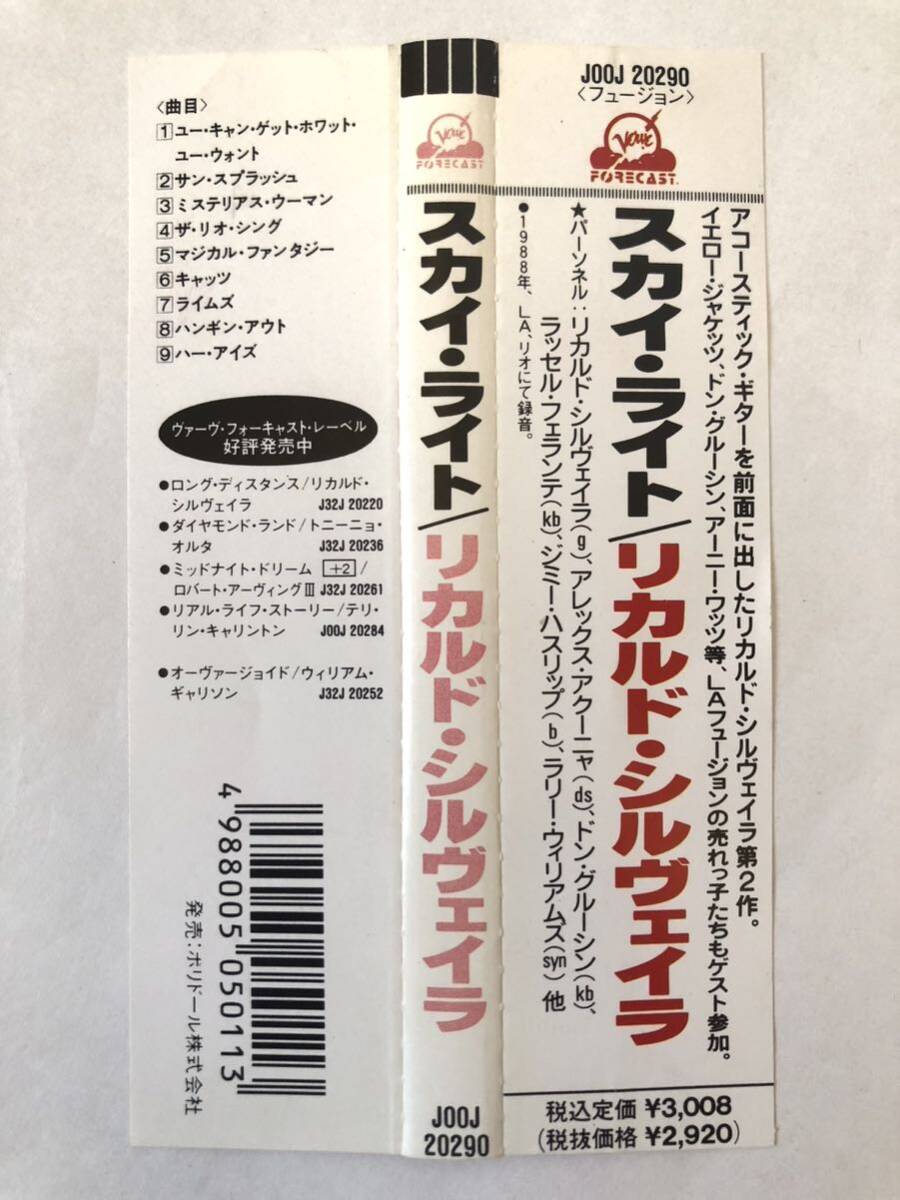 J00J 20290
〈フュージョン〉
Verve
FORECAST.
アコースティック・ギターを前面に出したリカルド・シルヴェイラ第2作。
イエロー・ジャケッツ、ドン・グルーシン、アーニー・ワッツ等、LAフュージョンの売れっ子たちもゲスト参加。
スカイ・ライト/リカルド・シルヴェイラ
★パーソネル:リカルド・シルヴェイラ(g)、アレックス・アクーニャ(ds)、ドン・グルーシン(kb)、
ラッセル・フェランテ(kb)、ジミー・ハスリップ(b)、ラリー・ウィリアムズ(syn)他
●1988年、LA、リオにて録音。
税込定価 ¥3,008
(税抜価格 ¥2,920)
Verve
FORECAST.
スカイ・ライト/リカルド・シルヴェイラ
J00J
20290
〈曲目〉
1 ユー・キャン・ゲット・ホワット・
ユー・ウォント
2 サン・スプラッシュ
3 ミステリアス・ウーマン
4 ザ・リオ・シング
5 マジカル・ファンタジー
6 キャッツ
7 ライムズ
8 ハンギン・アウト
9 ハー・アイズ
ヴァーヴ・フォーキャスト・レーベル
好評発売中
●ロング・ディスタンス/リカルド・
シルヴェイラ J32J 20220
●ダイヤモンド・ランド/トニーニョ・
オルタ J32J 20236
●ミッドナイト・ドリーム +2/
ロバート・アーヴィングⅢ J32J 20261
●リアル・ライフ・ストーリー/テリ・
リン・キャリントン J00J 20284
●オーヴァージョイド/ウィリアム・
ギャリソン J32J 20252
4 988005 050113
発売:ポリドール株式会社